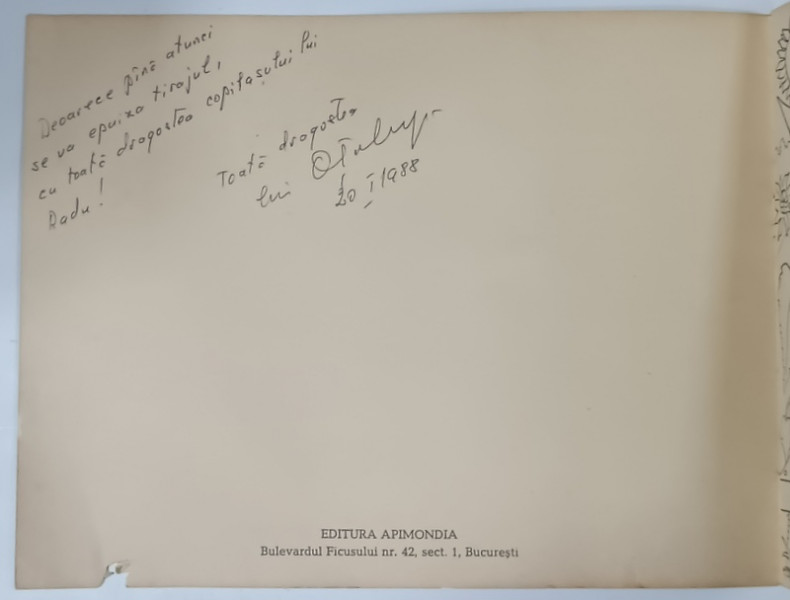 Deoarece pînă atunci
se va epuiza tirajul,
cu toată dragostea copilașului lui
Radu!
Toată dragostea
lui
20 I 1988
EDITURA APIMONDIA
Bulevardul Ficusului nr. 42, sect. 1, București